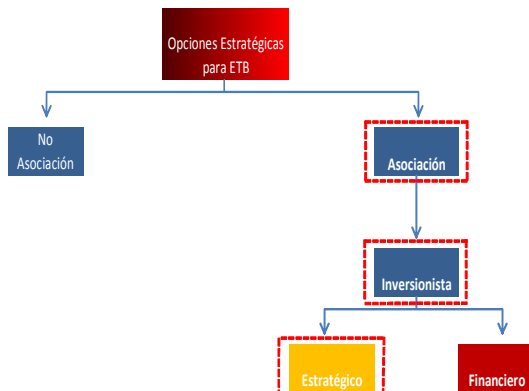 Opciones Estratégicas
para ETB
No
Asociación
Asociación
Inversionista
Estratégico
Financiero